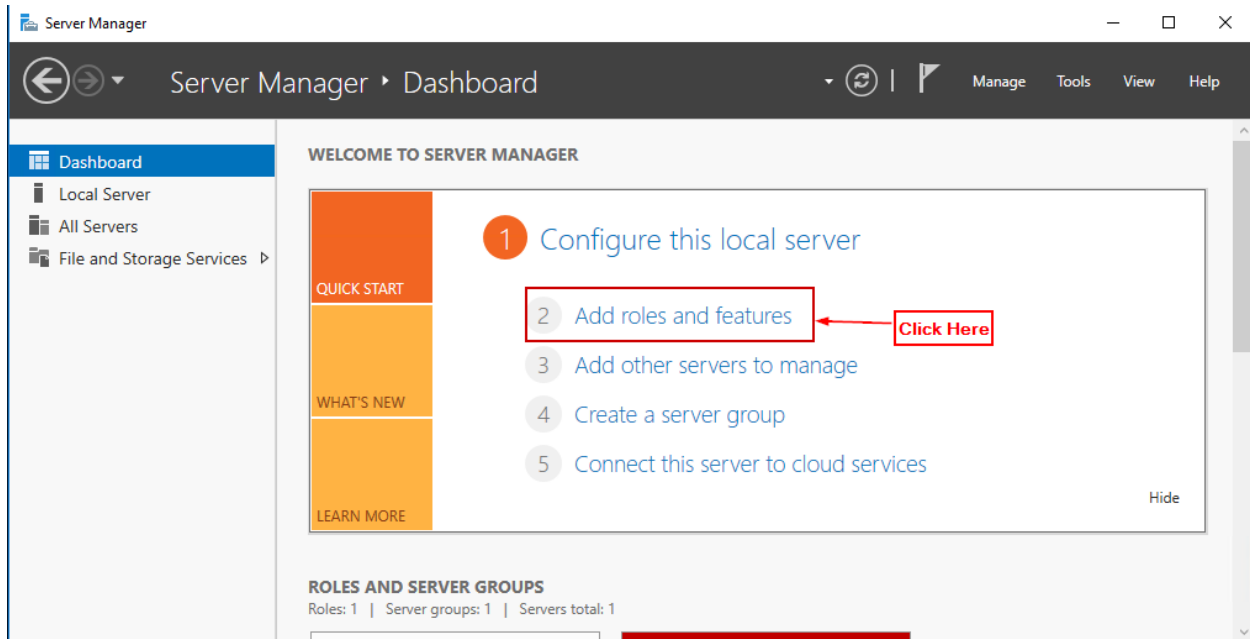 Server Manager
Server Manager • Dashboard
Manage Tools View Help
Dashboard
Local Server
All Servers
File and Storage Services
WELCOME TO SERVER MANAGER
QUICK START
WHAT'S NEW
LEARN MORE
1 Configure this local server
2 Add roles and features
Click Here
3 Add other servers to manage
4 Create a server group
5 Connect this server to cloud services
Hide
ROLES AND SERVER GROUPS
Roles: 1 | Server groups: 1 | Servers total: 1